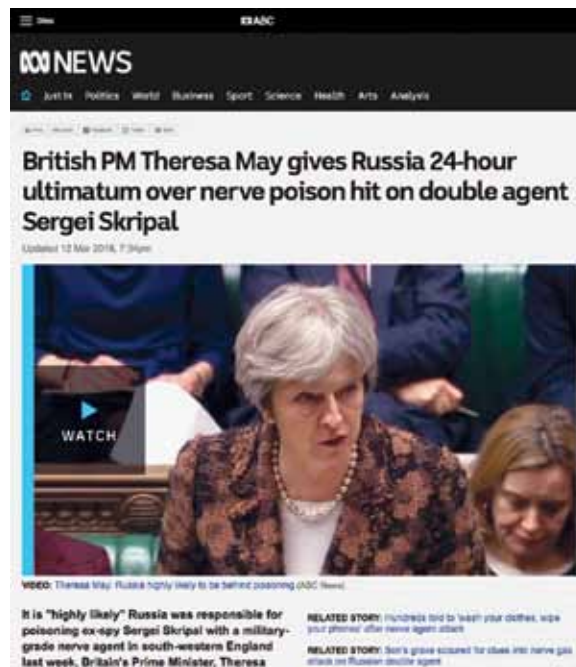 ABC
NEWS
Just In Politics World Business Sport Science Health Arts Analysis
British PM Theresa May gives Russia 24-hour
ultimatum over nerve poison hit on double agent
Sergei Skripal
Updated 12 Mar 2018,
WATCH
VIDEO: Theresa May: Russia highly likely to be behind poisoning (ABC News)
It is "highly likely" Russia was responsible for
poisoning ex-spy Sergei Skripal with a military-
grade nerve agent in south-western England
last week, Britain's Prime Minister, Theresa
RELATED STORY: Hundreds told to 'wash your clothes, wipe
your phones' after nerve agent attack
RELATED STORY: Son's grave scoured for clues into nerve gas
attack on Russian double agent